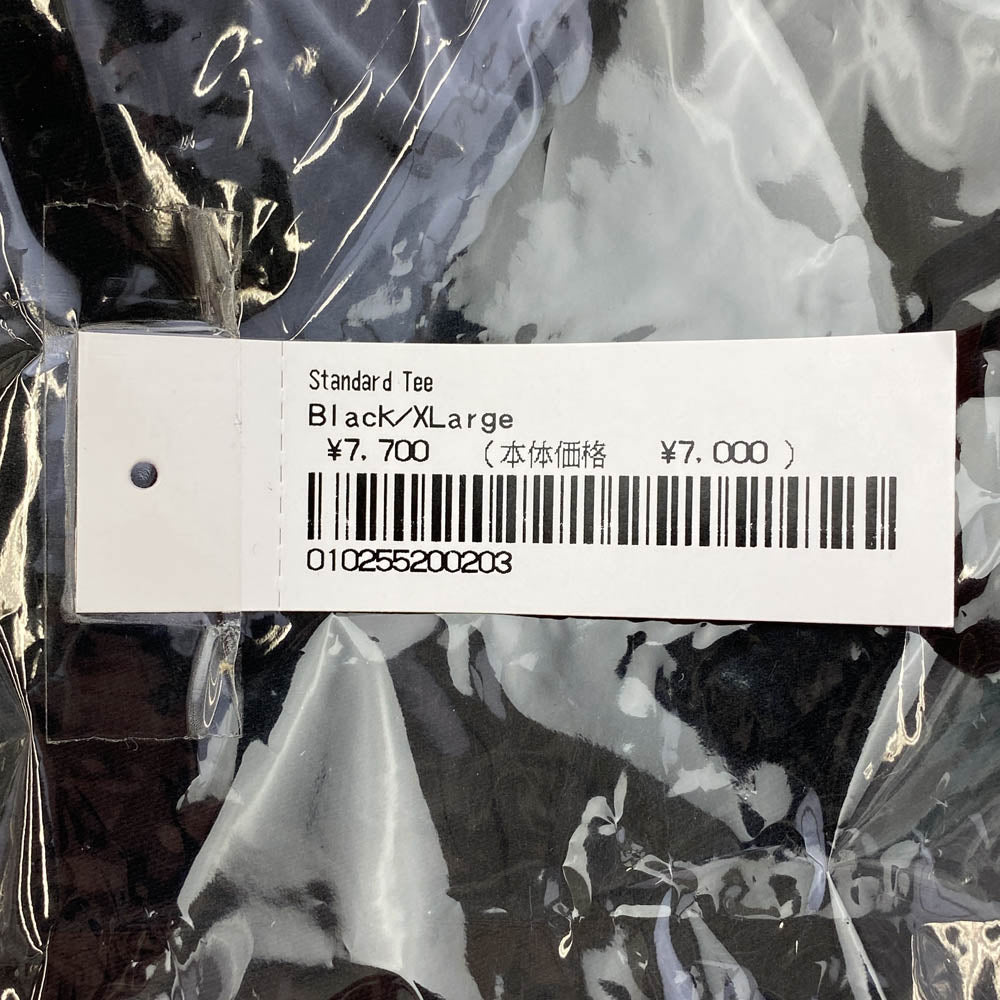 Standard Tee
Black/XLarge
¥7,700 (本体価格 ¥7,000)
010255200203